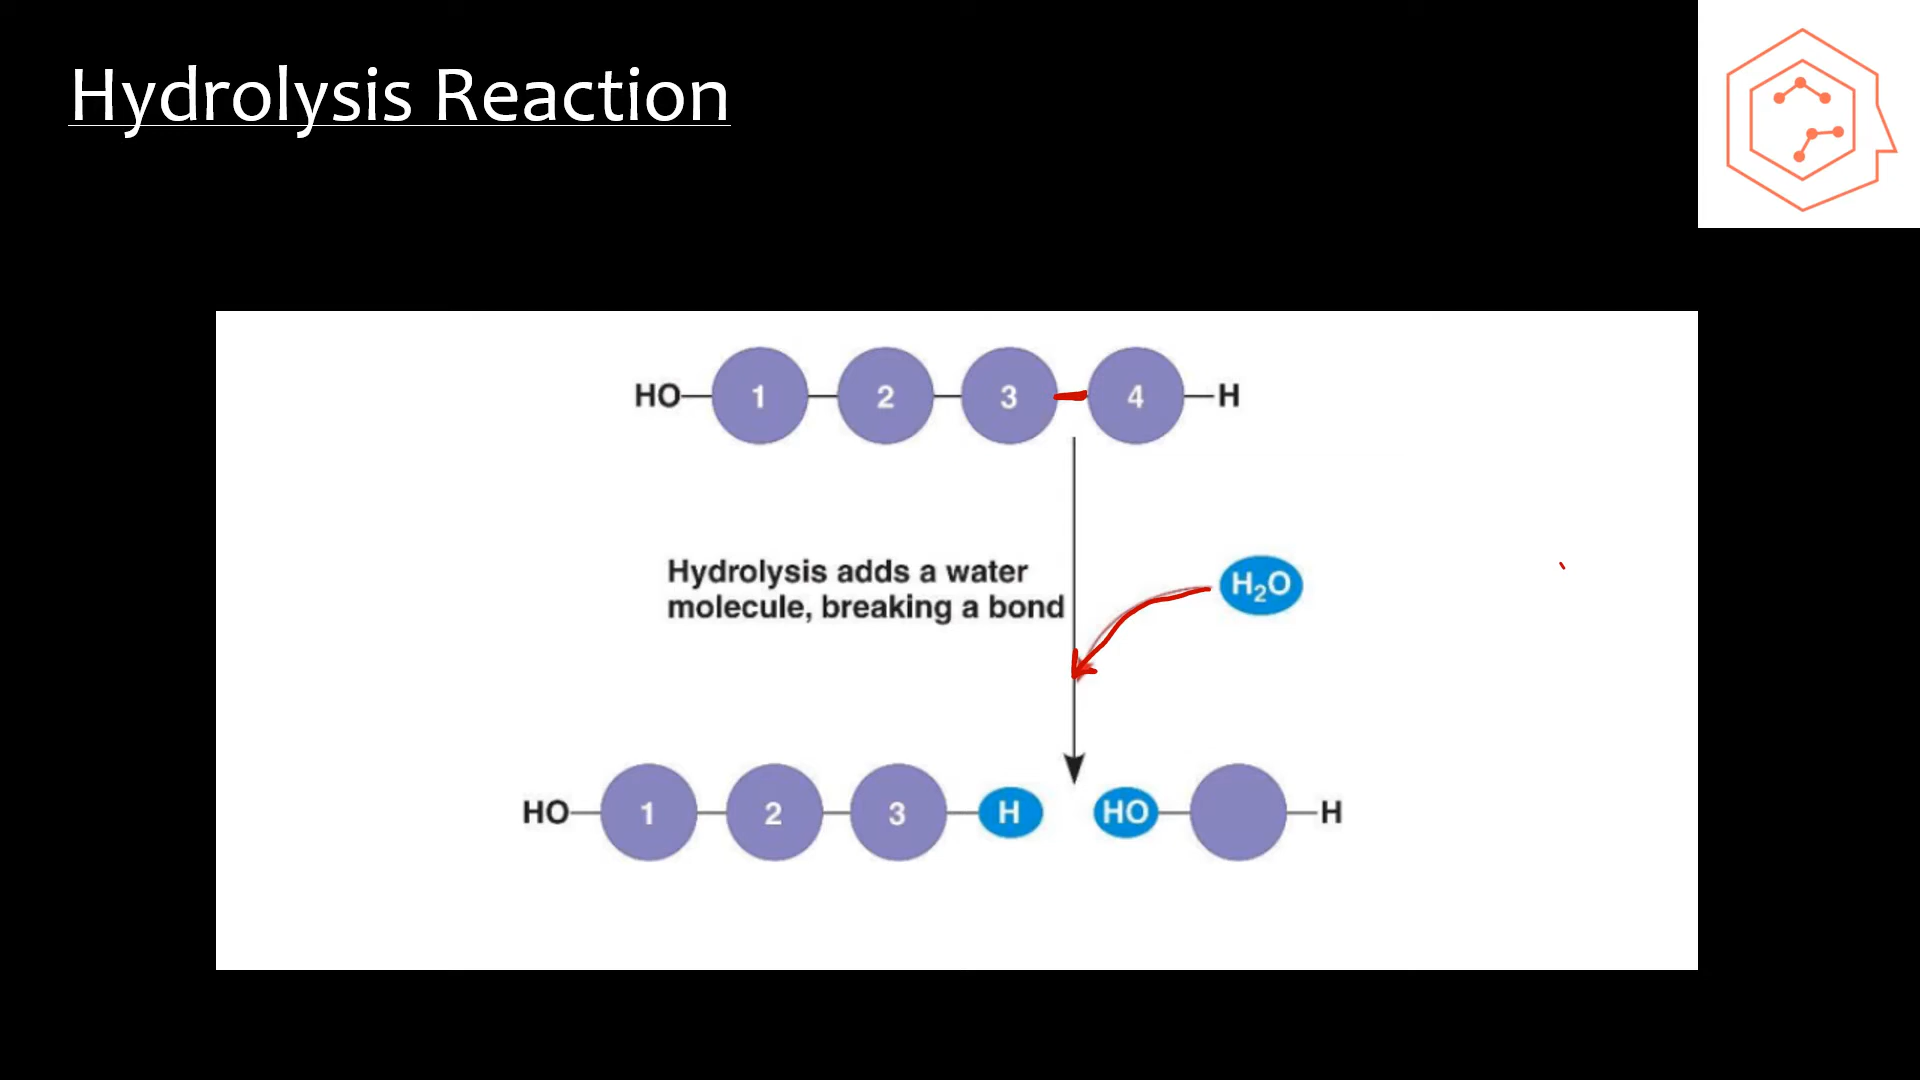 Hydrolysis Reaction
HO 1 2 3 4 H
Hydrolysis adds a water
molecule, breaking a bond
H₂O
HO 1 2 3 H HO H